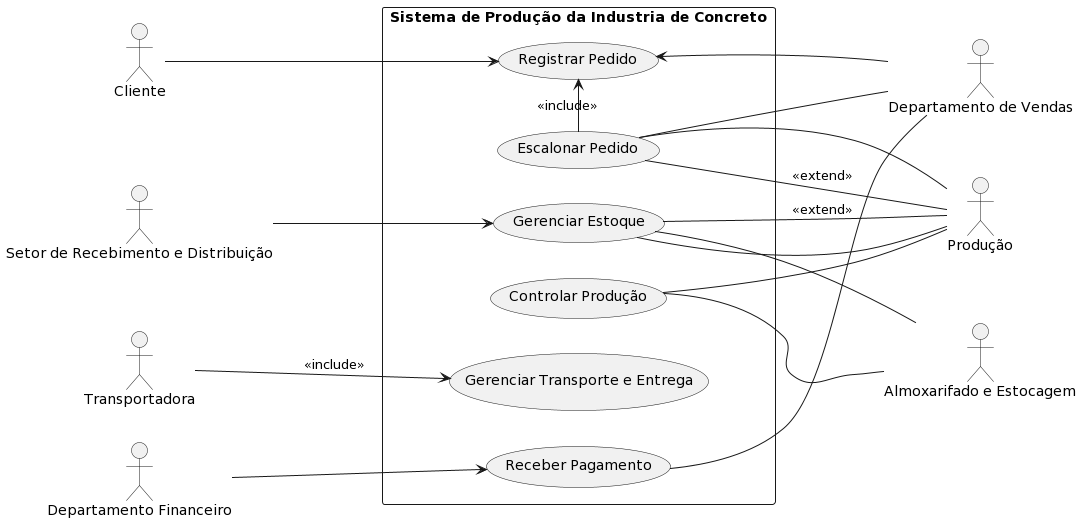 Sistema de Produção da Industria de Concreto
Registrar Pedido
Cliente
«include»
Departamento de Vendas
Escalonar Pedido
«extend»
«extend»
Gerenciar Estoque
Produção
Setor de Recebimento e Distribuição
Controlar Produção
«include»
Gerenciar Transporte e Entrega
Almoxarifado e Estocagem
Transportadora
Receber Pagamento
Departamento Financeiro